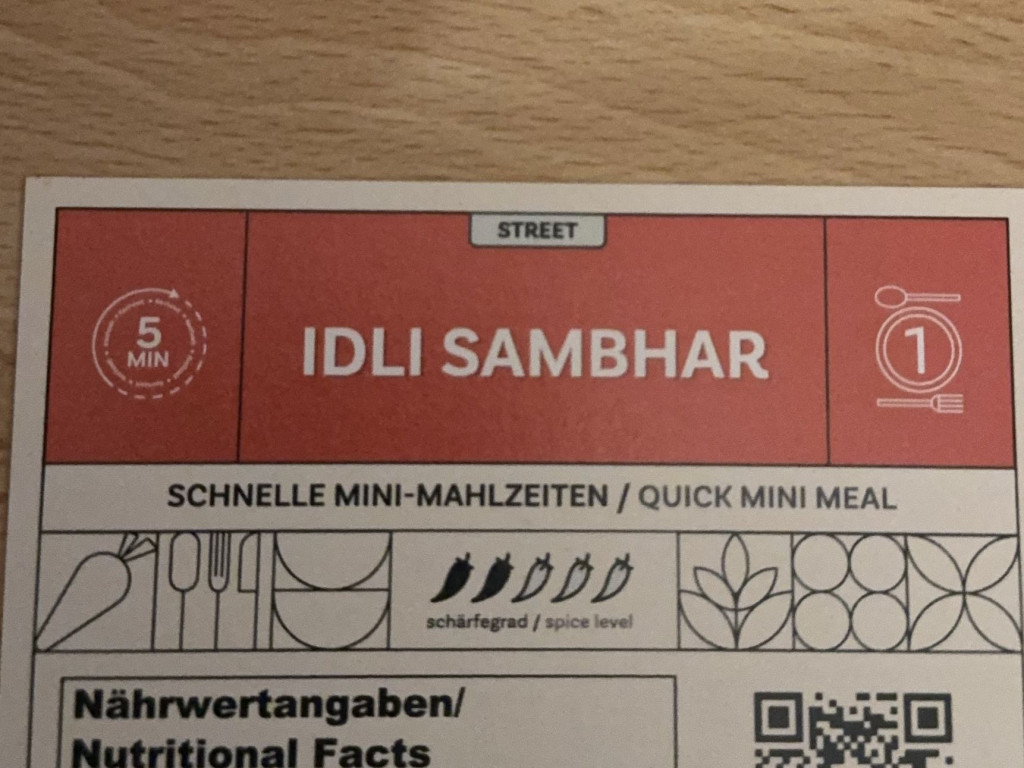 STREET
5
MIN
IDLI SAMBHAR
1
SCHNELLE MINI-MAHLZEITEN / QUICK MINI MEAL
schärfegrad / spice level
Nährwertangaben/
Nutritional Facts